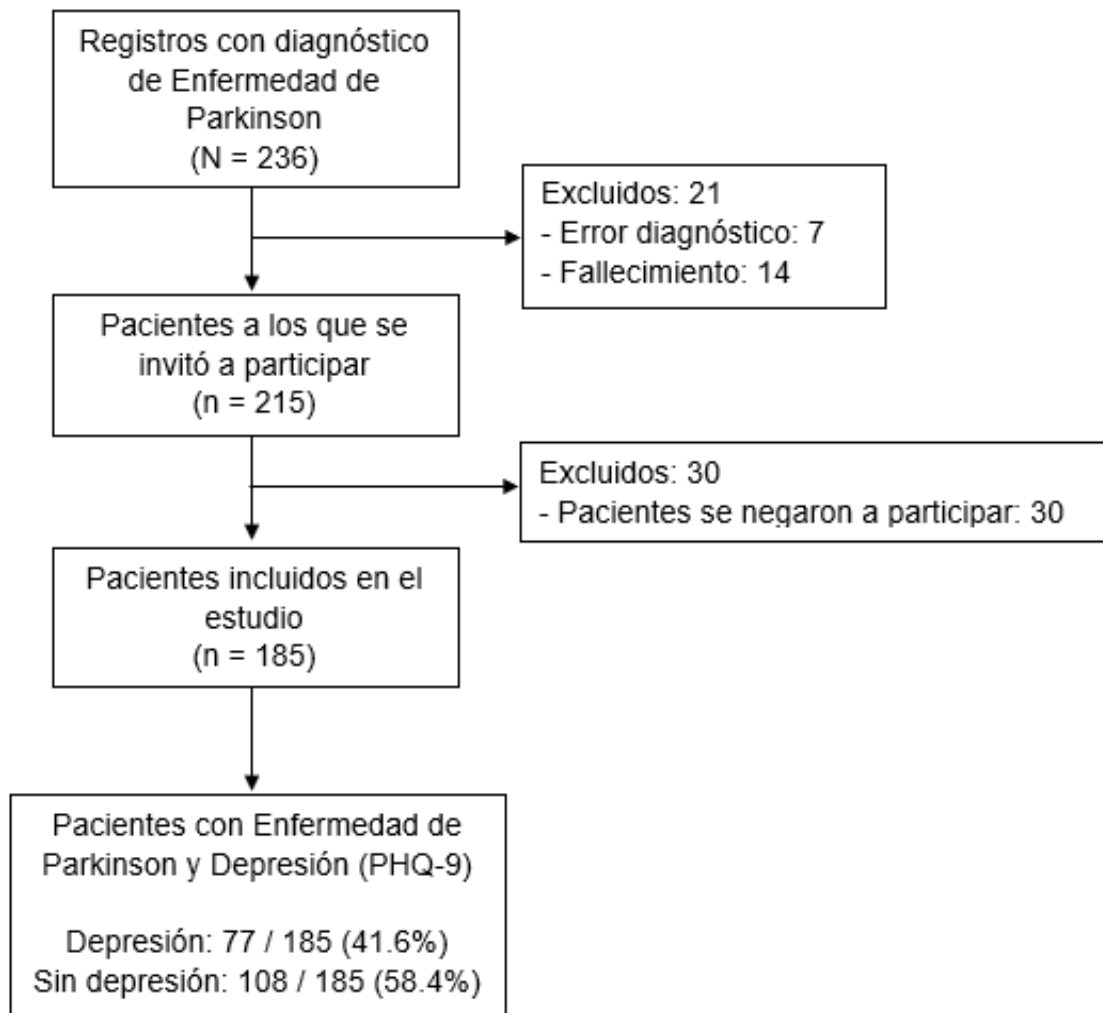 Registros con diagnóstico
de Enfermedad de
Parkinson
(N = 236)
Excluidos: 21
- Error diagnóstico: 7
- Fallecimiento: 14
Pacientes a los que se
invitó a participar
(n = 215)
Excluidos: 30
- Pacientes se negaron a participar: 30
Pacientes incluidos en el
estudio
(n = 185)
Pacientes con Enfermedad de
Parkinson y Depresión (PHQ-9)
Depresión: 77 / 185 (41.6%)
Sin depresión: 108 / 185 (58.4%)